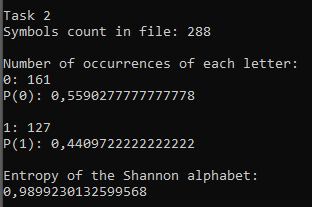 Task 2
Symbols count in file: 288
Number of occurrences of each letter:
0: 161
P(0): 0,5590277777777778
1: 127
P(1): 0,4409722222222222
Entropy of the Shannon alphabet:
0,9899230132599568